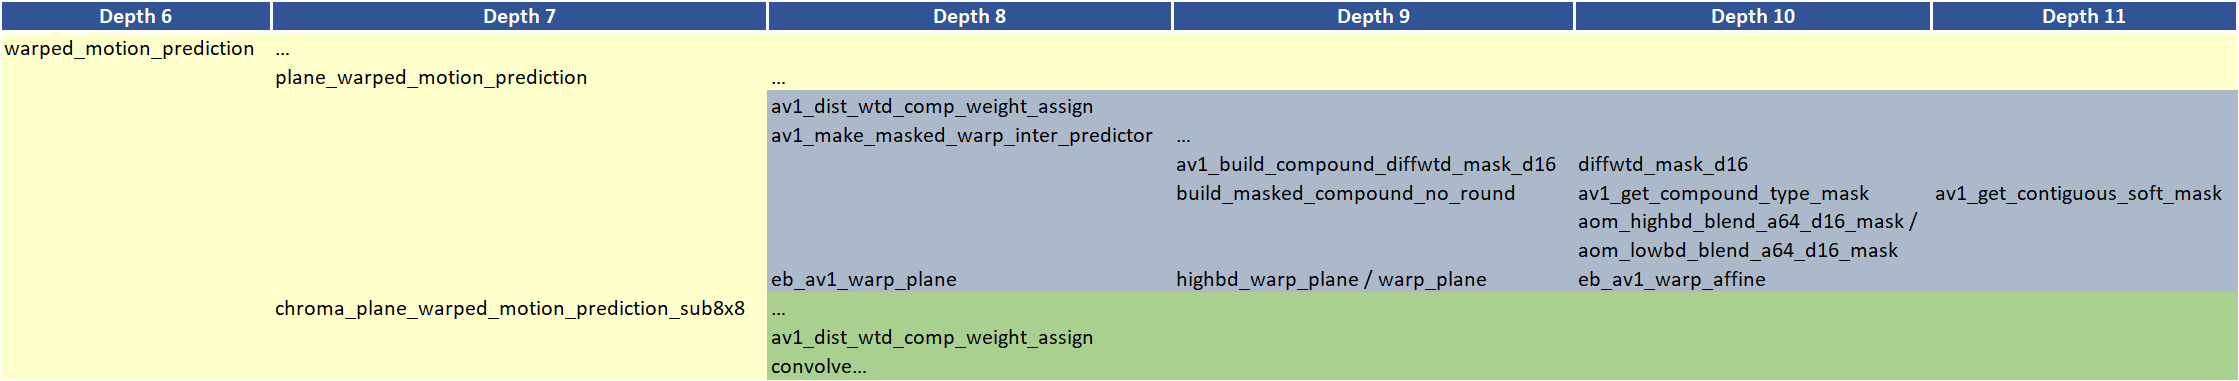 Depth 6 Depth 7 Depth 8 Depth 9 Depth 10 Depth 11
warped_motion_prediction ...
plane_warped_motion_prediction ...
av1_dist_wtd_comp_weight_assign
av1_make_masked_warp_inter_predictor ...
av1_build_compound_diffwtd_mask_d16 diffwtd_mask_d16
build_masked_compound_no_round av1_get_compound_type_mask av1_get_contiguous_soft_mask
aom_highbd_blend_a64_d16_mask /
aom_lowbd_blend_a64_d16_mask
eb_av1_warp_plane highbd_warp_plane / warp_plane eb_av1_warp_affine
chroma_plane_warped_motion_prediction_sub8x8 ...
av1_dist_wtd_comp_weight_assign
convolve...